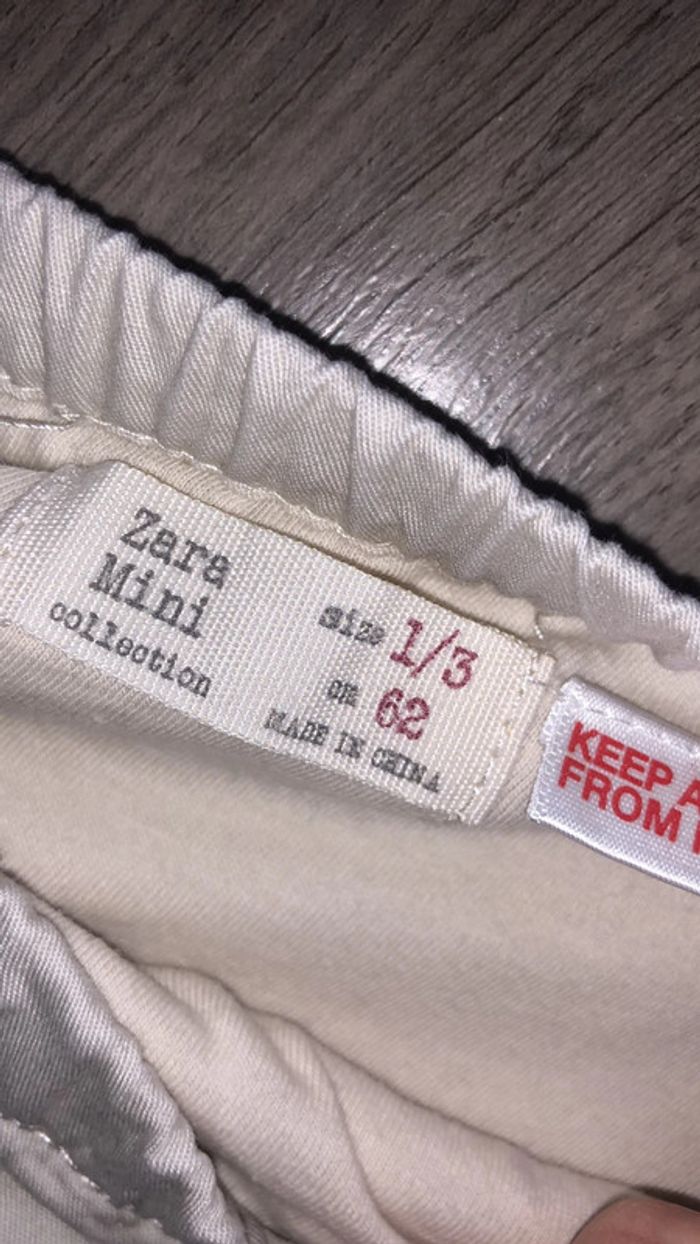 Zara
Mini
collection
size 1/3
cm 62
MADE IN CHINA
KEEP A
FROM